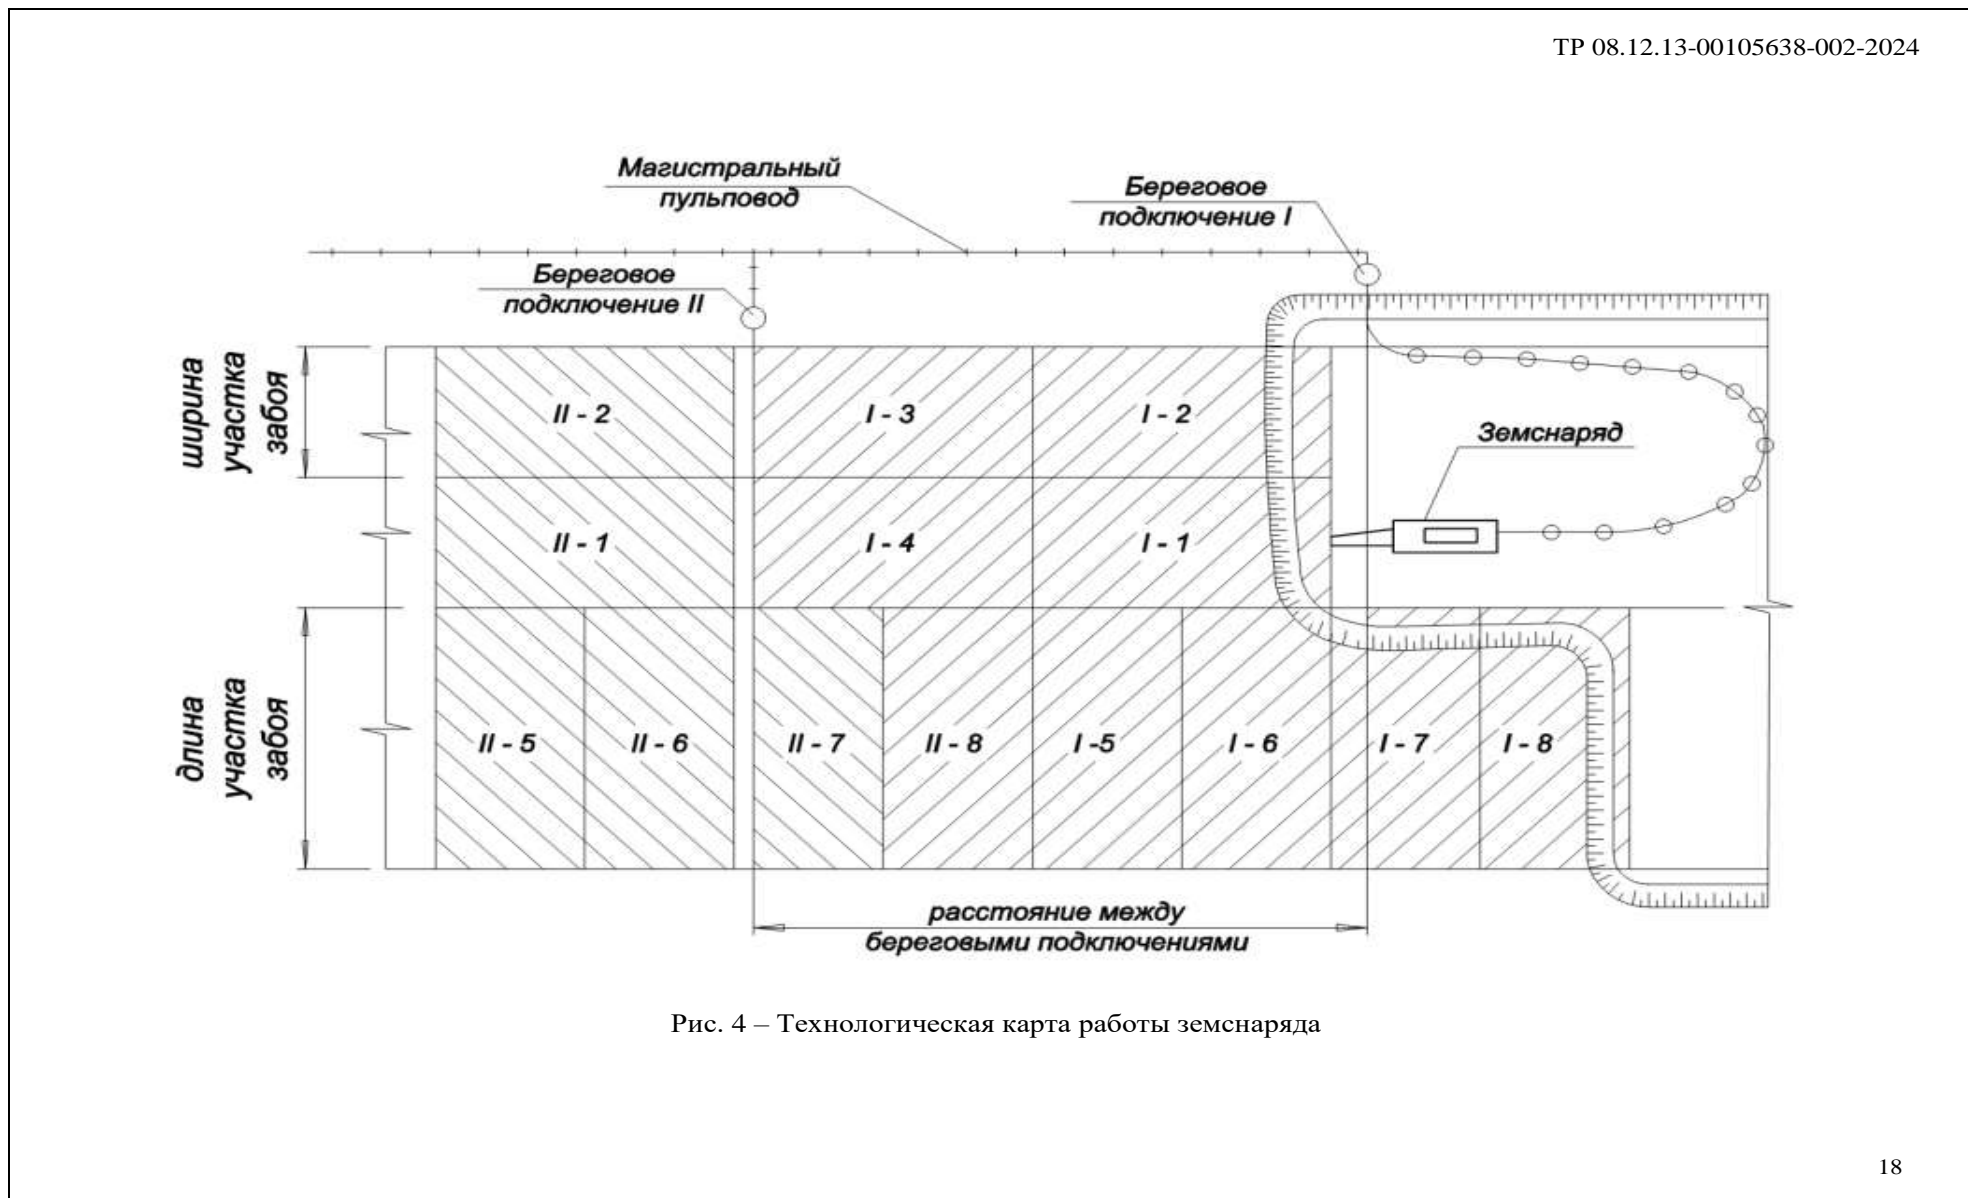 ТР 08.12.13-00105638-002-2024
Магистральный
пульповод
Береговое
подключение I
Береговое
подключение II
ширина
участка
забоя
II - 2
I - 3
I - 2
Земснаряд
II - 1
I - 4
I - 1
длина
участка
забоя
II - 5
II - 6
II - 7
II - 8
I -5
I - 6
I - 7
I - 8
расстояние между
береговыми подключениями
Рис. 4 – Технологическая карта работы земснаряда
18